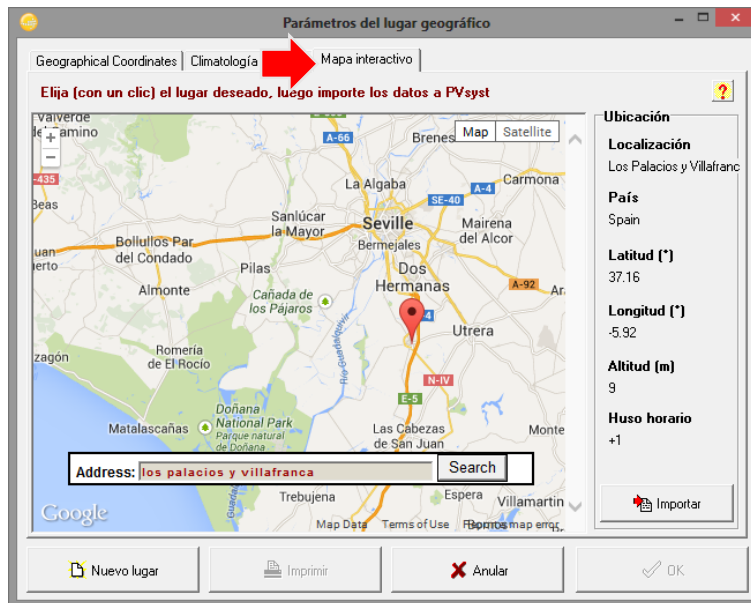 Parámetros del lugar geográfico
Geographical Coordinates
Climatología
Mapa interactivo
Elija (con un clic) el lugar deseado, luego importe los datos a PVsyst
?
Valverde
del Camino
A-66
Brenes
Map
Satellite
+
-
-435
La Algaba
A-4
Carmona
SE-40
Beas
Sanlúcar
la Mayor
Seville
Mairena
del Alcor
Bollullos Par
del Condado
Bermejales
Pilas
Dos
Hermanas
A-92
Almonte
Cañada de
los Pájaros
Utrera
Río Guadalquivir
Romería
de El Rocío
N-IV
E-5
Doñana
National Park
Parque natural
de Doñana
Matalascañas
Las Cabezas
de San Juan
Address:
los palacios y villafranca
Search
Trebujena
Espera
Villamartin
Google
Map Data
Terms of Use
Ubicación
Localización
Los Palacios y Villafranc
País
Spain
Latitud (°)
37.16
Longitud (°)
-5.92
Altitud (m)
9
Huso horario
+1
Importar
Nuevo lugar
Imprimir
Anular
OK